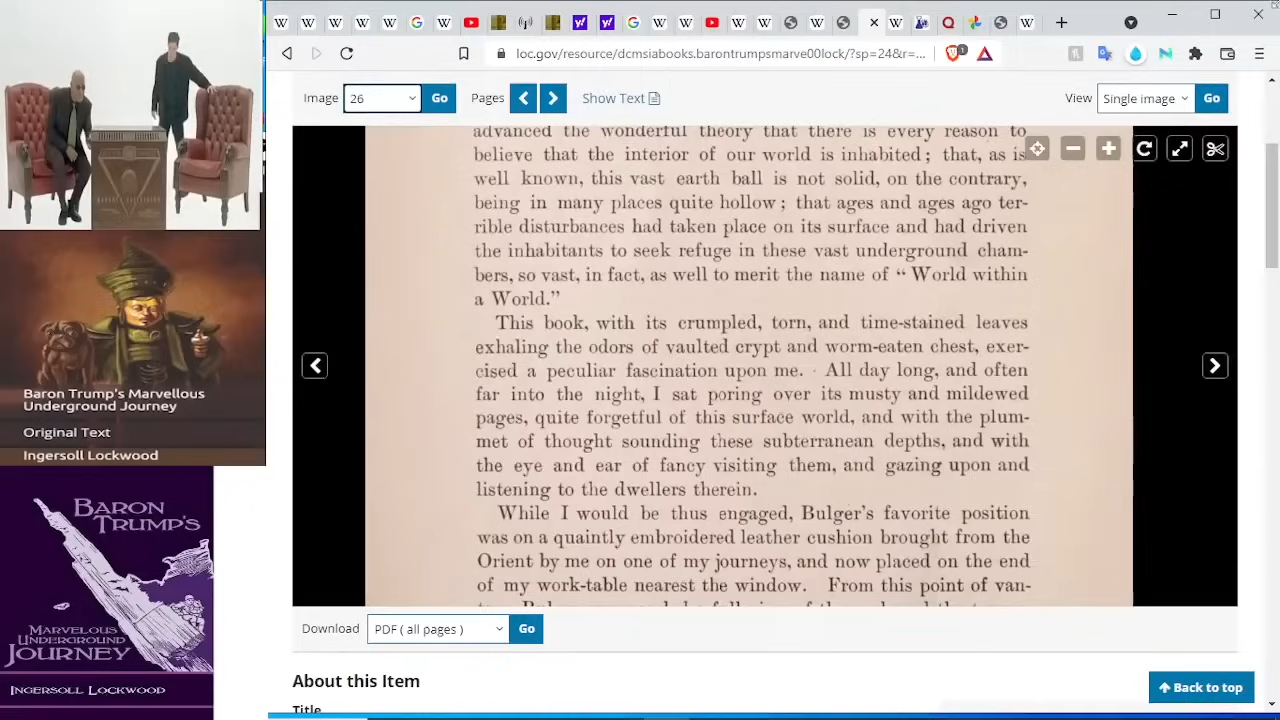 loc.gov/resource/dcmsiabooks.barontrumpsmarve00lock/?sp=24&r=...
1
Image
26
Go
Pages
Show Text
View
Single image
Go
advanced the wonderful theory that there is every reason to
believe that the interior of our world is inhabited; that, as is
well known, this vast earth ball is not solid, on the contrary,
being in many places quite hollow; that ages and ages ago ter-
rible disturbances had taken place on its surface and had driven
the inhabitants to seek refuge in these vast underground cham-
bers, so vast, in fact, as well to merit the name of “World within
a World.”
This book, with its crumpled, torn, and time-stained leaves
exhaling the odors of vaulted crypt and worm-eaten chest, exer-
cised a peculiar fascination upon me. All day long, and often
far into the night, I sat poring over its musty and mildewed
pages, quite forgetful of this surface world, and with the plum-
met of thought sounding these subterranean depths, and with
the eye and ear of fancy visiting them, and gazing upon and
listening to the dwellers therein.
While I would be thus engaged, Bulger’s favorite position
was on a quaintly embroidered leather cushion brought from the
Orient by me on one of my journeys, and now placed on the end
of my work-table nearest the window. From this point of van-
Download
PDF ( all pages )
Go
About this Item
Title
Back to top
Baron Trump's Marvellous
Underground Journey
Original Text
Ingersoll Lockwood
BARON
TRUMP'S
MARVELOUS
UNDERGROUND
JOURNEY
INGERSOLL LOCKWOOD